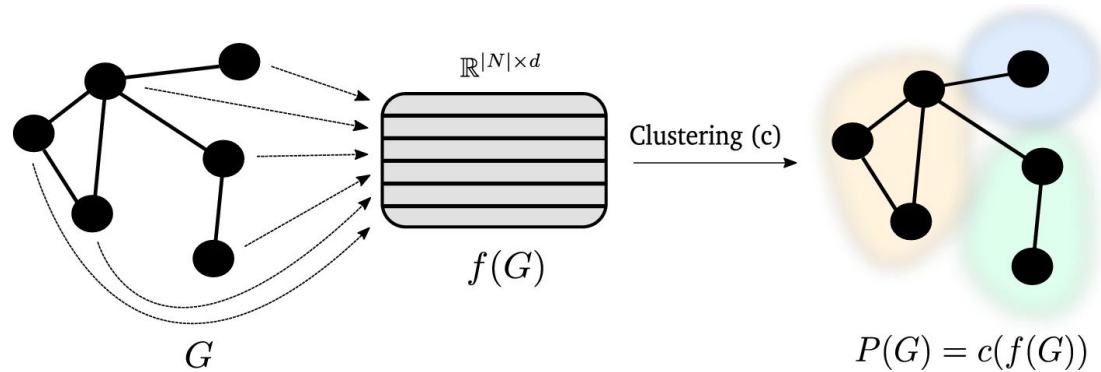 ℝ^{|N|×d}
Clustering (c)
f(G)
G
P(G) = c(f(G))